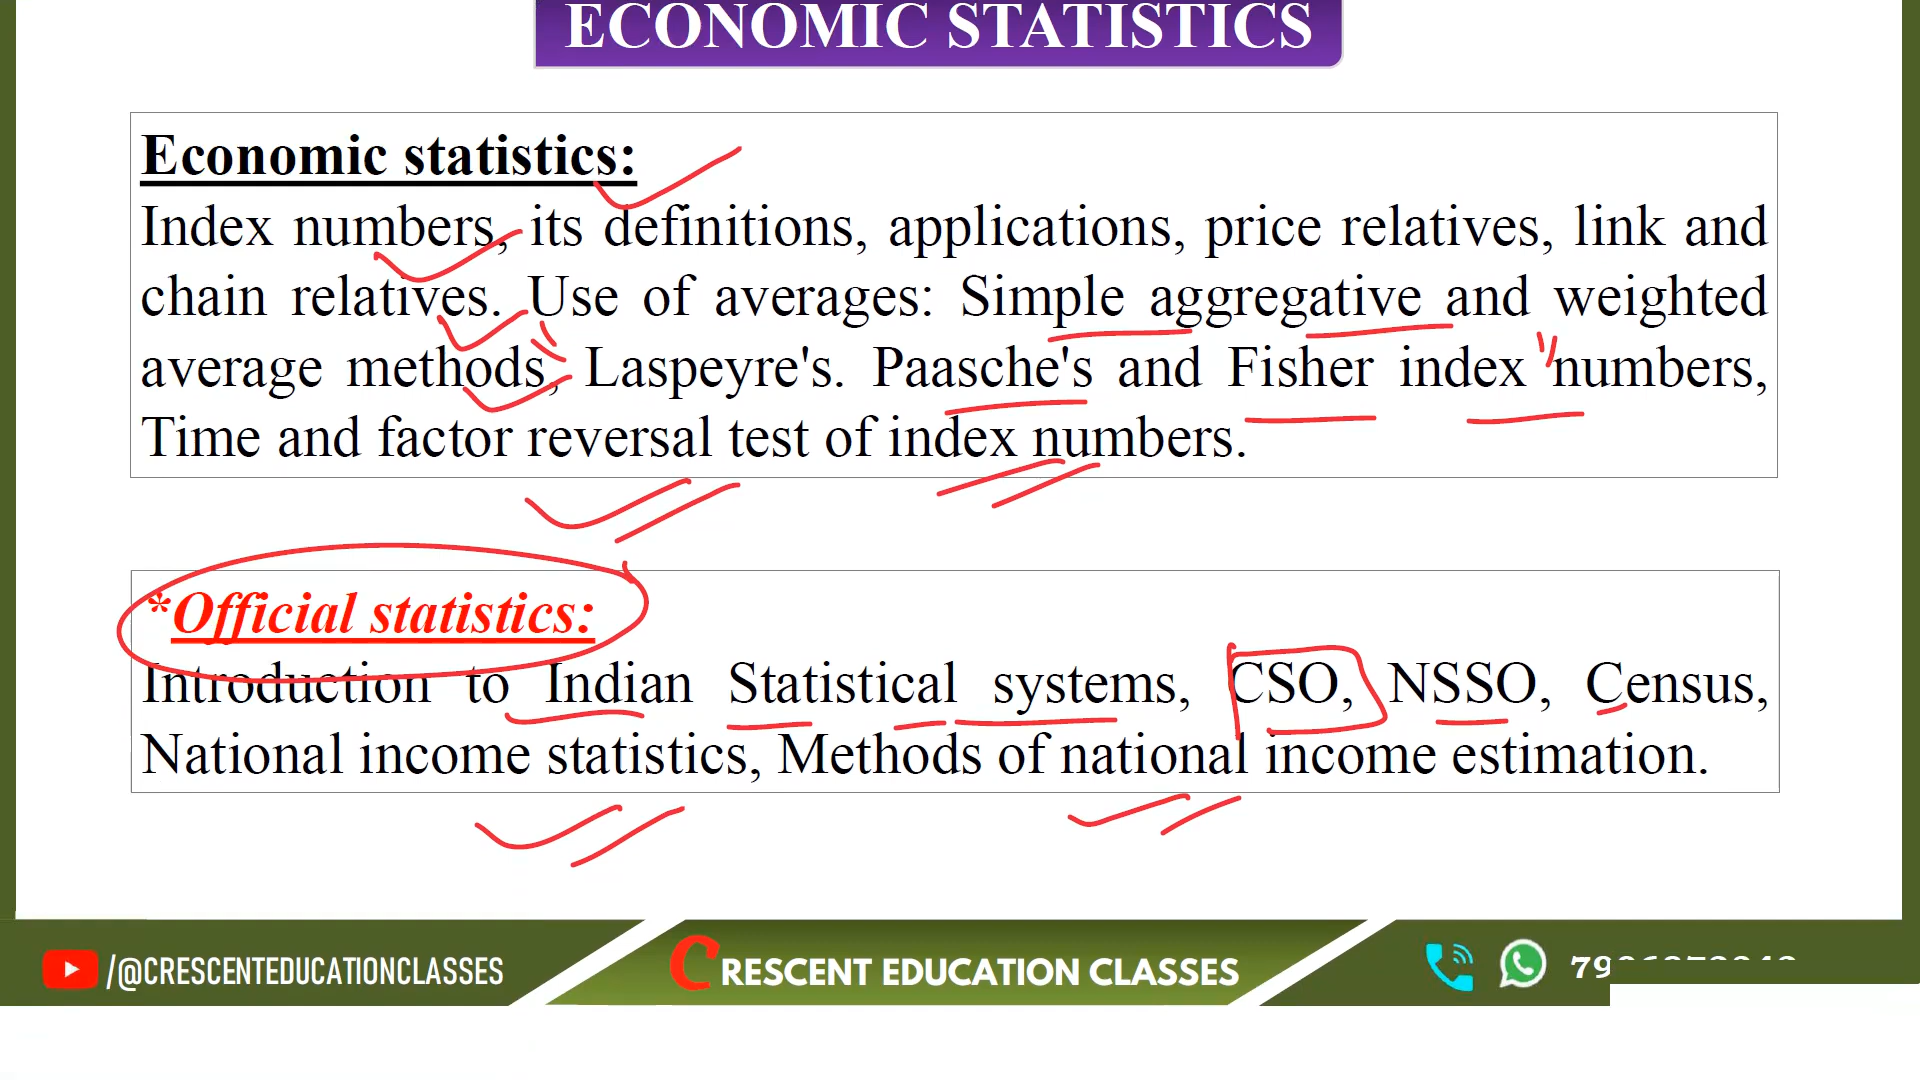 ECONOMIC STATISTICS
Economic statistics:
Index numbers, its definitions, applications, price relatives, link and
chain relatives. Use of averages: Simple aggregative and weighted
average methods, Laspeyre's. Paasche's and Fisher index numbers,
Time and factor reversal test of index numbers.
*Official statistics:
Introduction to Indian Statistical systems, CSO, NSSO, Census,
National income statistics, Methods of national income estimation.
/@CRESCENTEDUCATIONCLASSES
CRESCENT EDUCATION CLASSES